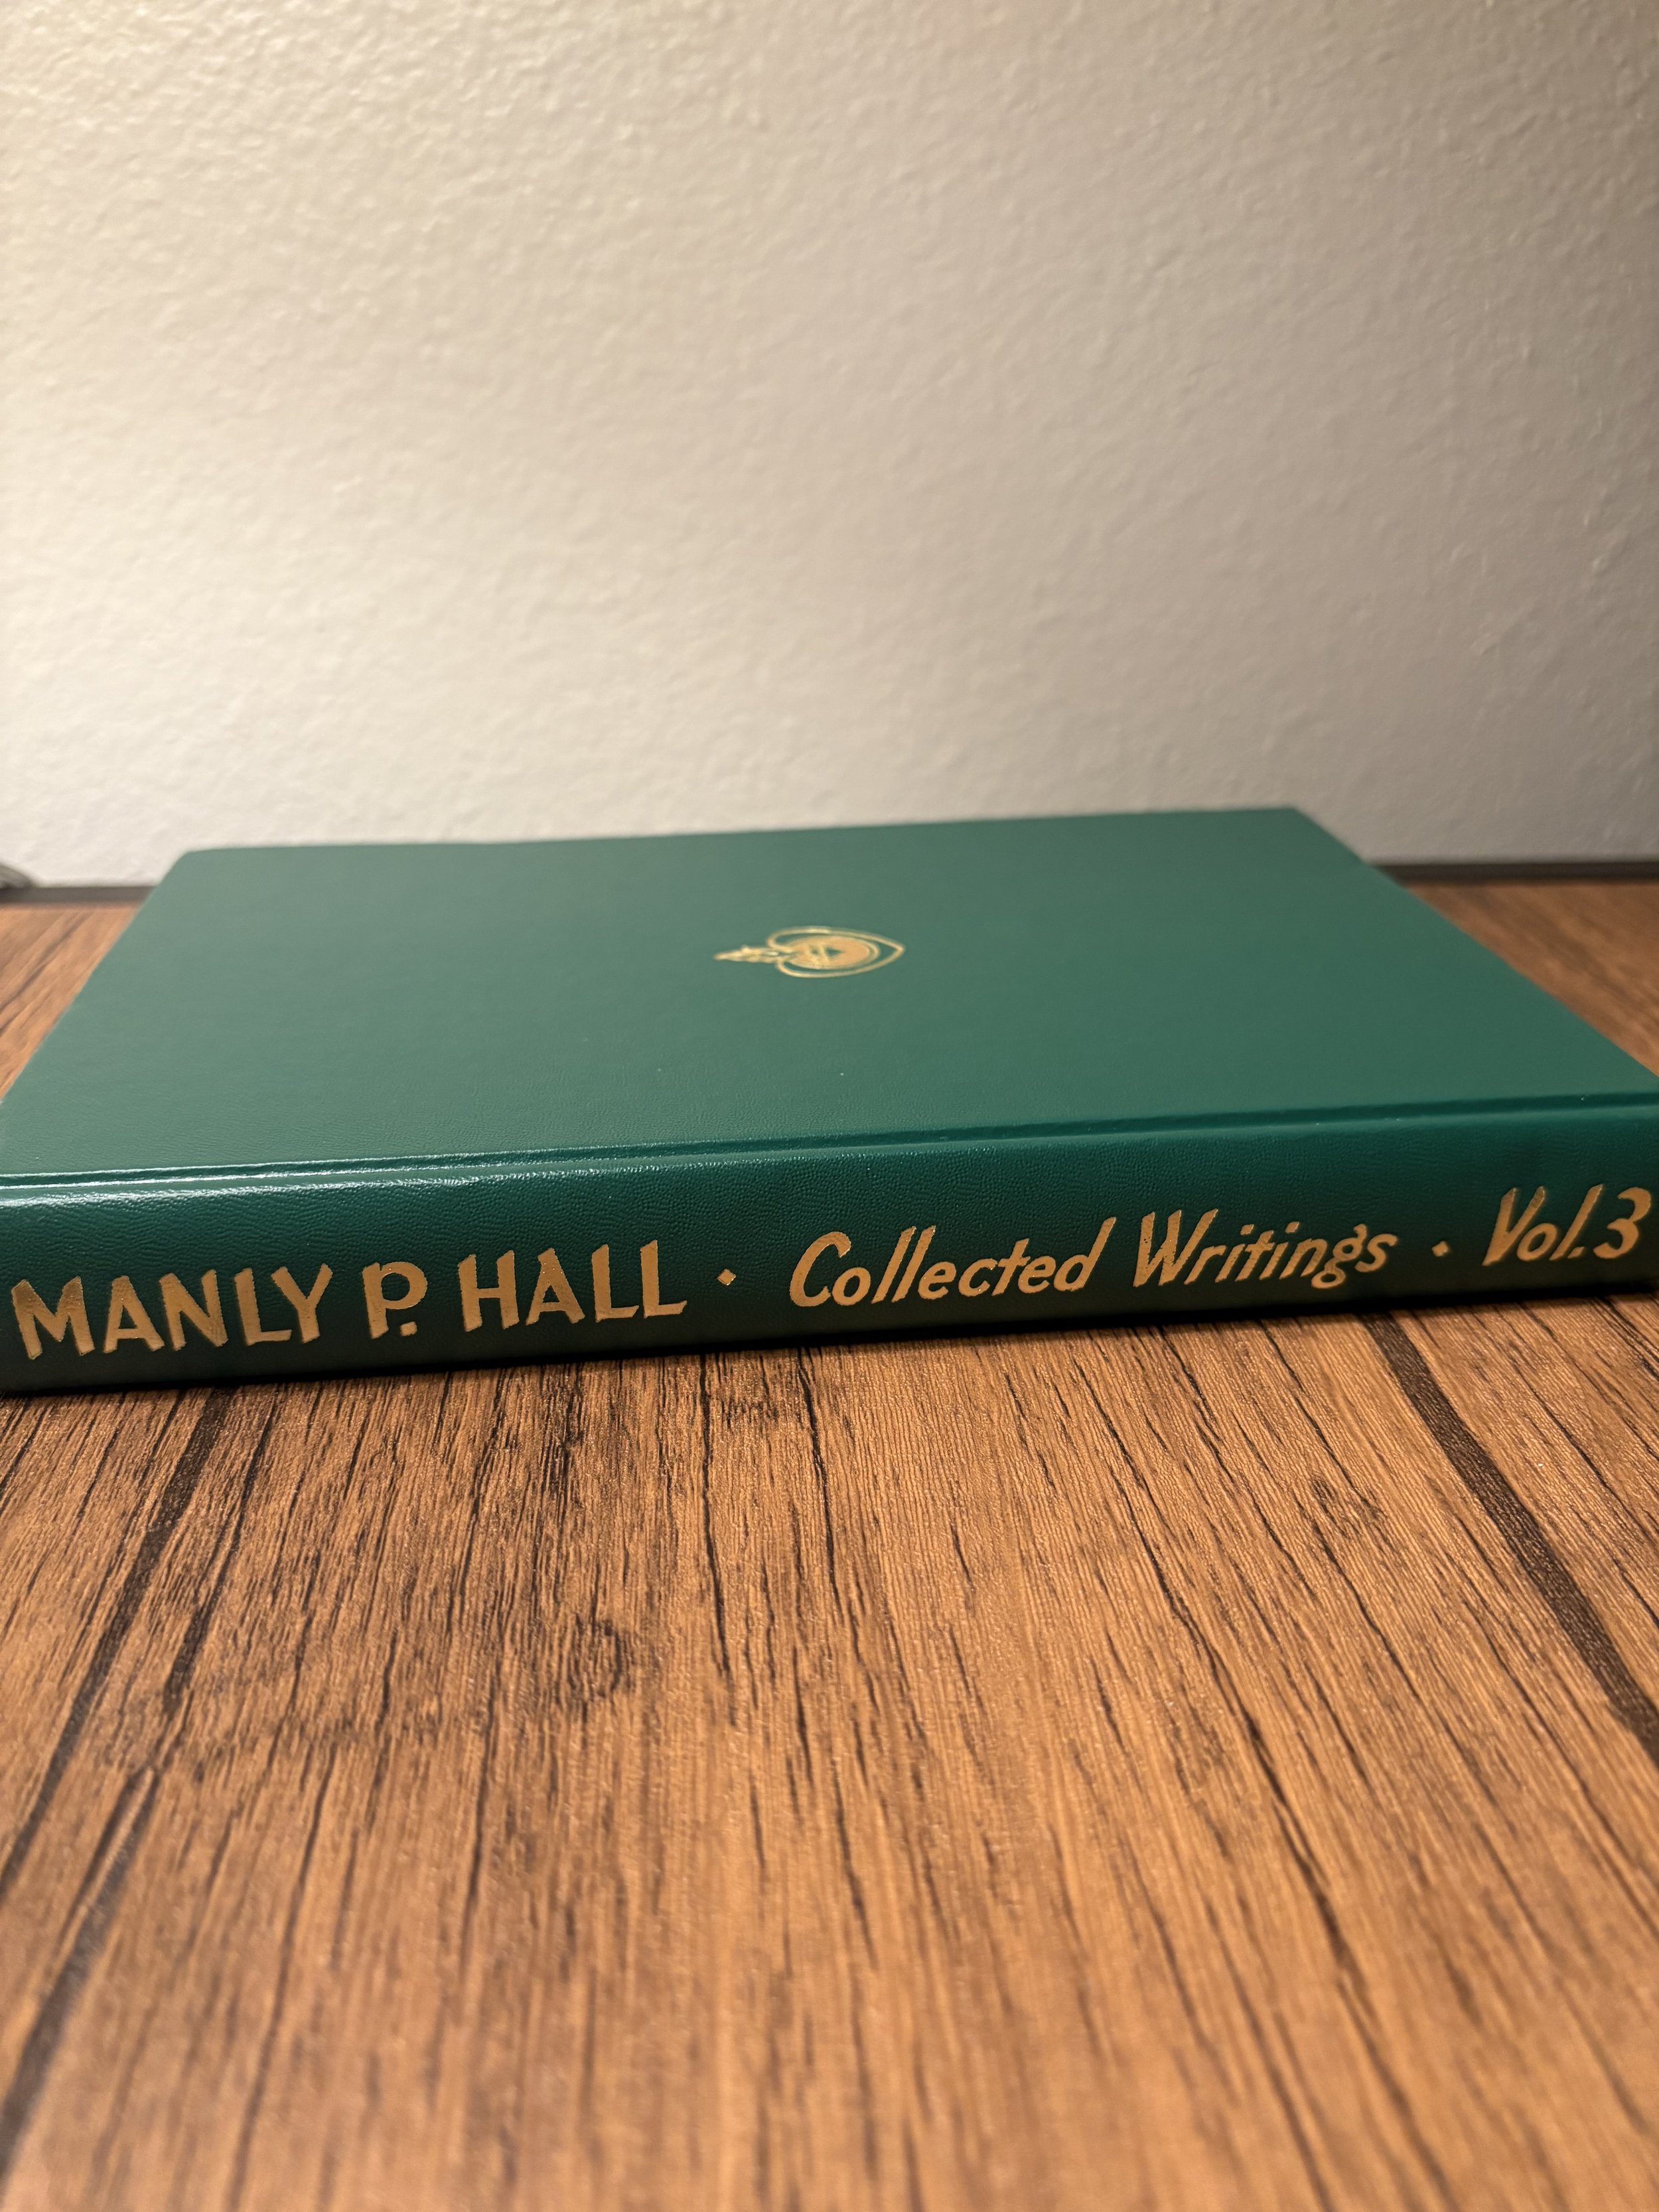 MANLY P. HALL · Collected Writings · Vol. 3